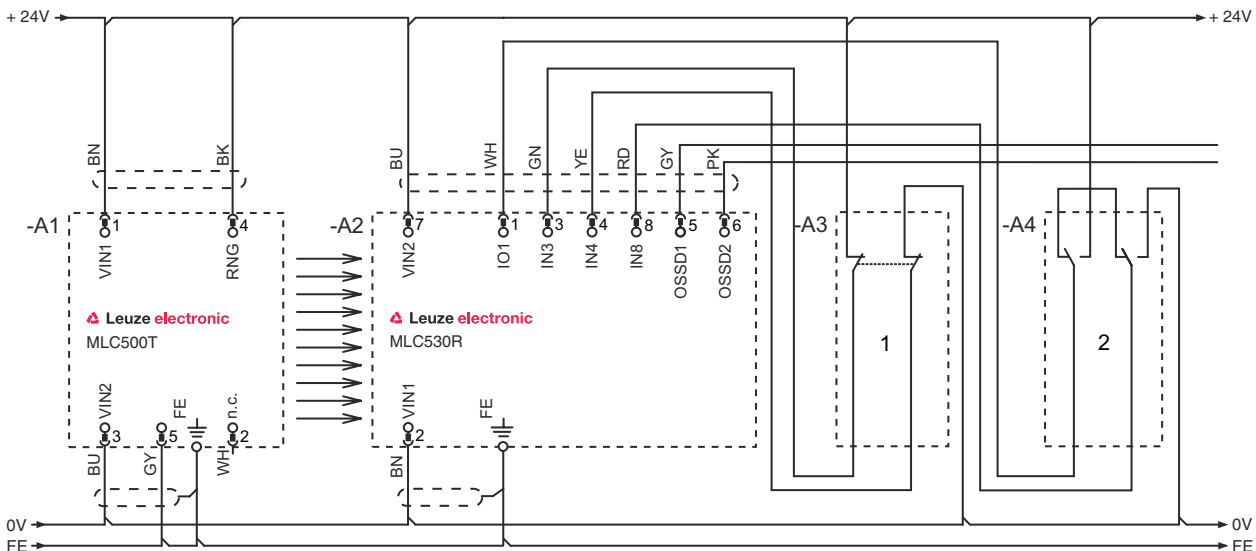 + 24V
+ 24V
BN
BK
BU
WH
GN
YE
RD
GY
PK
-A1
1
4
-A2
7
1
3
4
8
5
6
-A3
-A4
VIN1
RNG
VIN2
IO1
IN3
IN4
IN8
OSSD1
OSSD2
Leuze electronic
MLC500T
Leuze electronic
MLC530R
1
2
VIN2
FE
n.c.
VIN1
FE
3
5
2
2
BU
GY
WH
BN
0V
0V
FE
FE